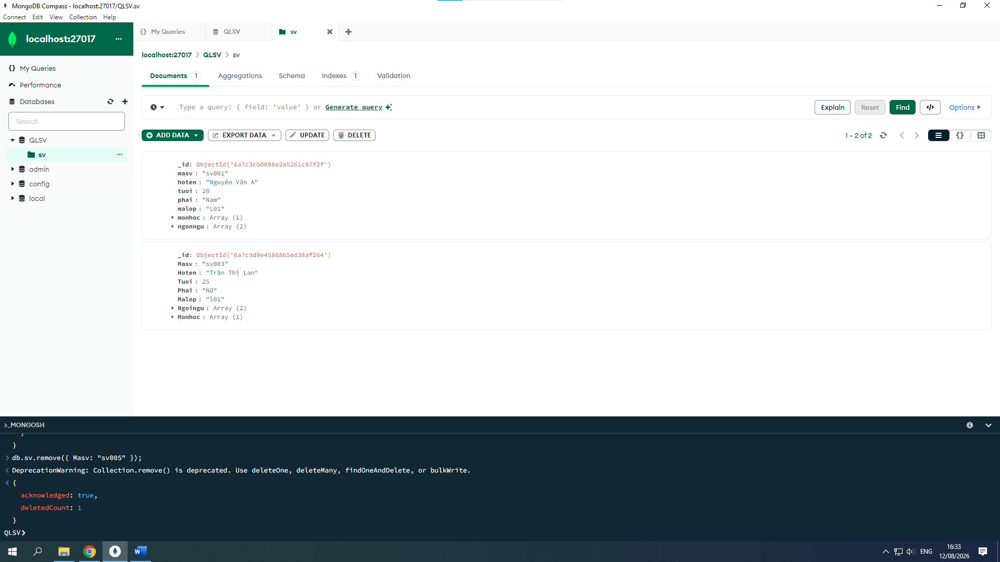 MongoDB Compass - localhost:27017/QLSV.sv
Connect Edit View Collection Help
localhost:27017 ...
{} My Queries QLSV sv
localhost:27017 > QLSV > sv
My Queries
Performance
Databases
Search
QLSV
sv ...
admin
config
local
Documents 1 Aggregations Schema Indexes 1 Validation
Type a query: { field: 'value' } or Generate query
Explain Reset Find </> Options
ADD DATA EXPORT DATA UPDATE DELETE
1 – 2 of 2 {}
_id: ObjectId('6a7c3cb0898e2a5261c97f2f')
masv : "sv001"
hoten : "Nguyễn Văn A"
tuoi : 20
phai : "Nam"
malop : "L01"
monhoc : Array (1)
ngonngu : Array (2)
_id: ObjectId('6a7c3d9e4586865ed38af264')
Masv : "sv003"
Hoten : "Trần Thị Lan"
Tuoi : 25
Phai : "Nữ"
Malop : "l01"
Ngoingu : Array (2)
Monhoc : Array (1)
>_MONGOSH
}
> db.sv.remove({ Masv: "sv005" });
< DeprecationWarning: Collection.remove() is deprecated. Use deleteOne, deleteMany, findOneAndDelete, or bulkWrite.
< {
acknowledged: true,
deletedCount: 1
}
QLSV>
ENG
16:33
12/08/2026